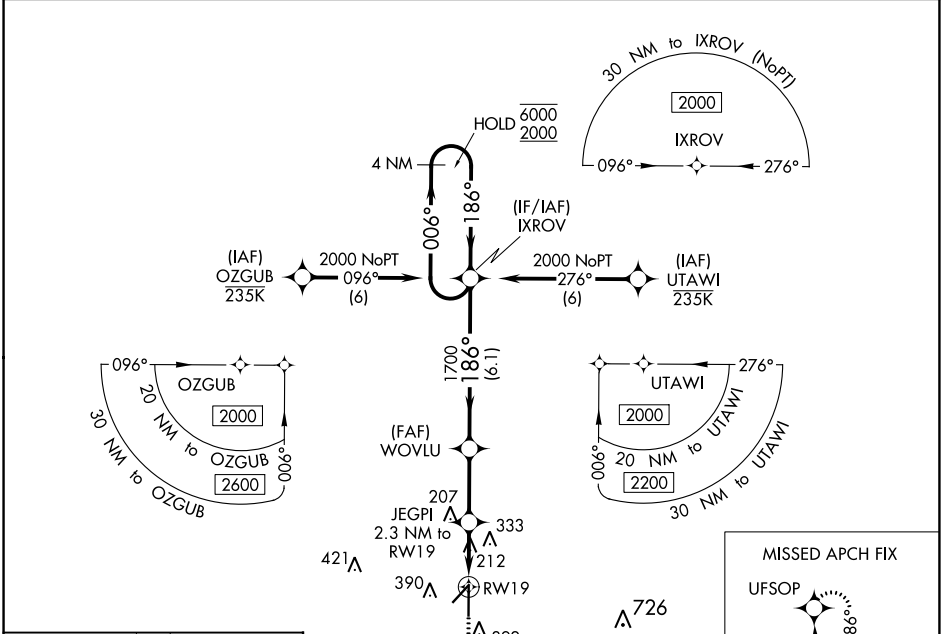 30 NM to IXROV (NoPT)
2000
IXROV
096°
276°
HOLD 6000
2000
4 NM
006°
186°
(IF/IAF)
IXROV
(IAF)
OZGUB
235K
2000 NoPT
096°
(6)
2000 NoPT
276°
(6)
(IAF)
UTAWI
235K
1700
186°
(6.1)
096°
OZGUB
2000
20 NM to OZGUB
2600
30 NM to OZGUB
006°
276°
UTAWI
2000
20 NM to UTAWI
2200
30 NM to UTAWI
006°
(FAF)
WOVLU
207
JEGPI
2.3 NM to
RW19
333
212
421
390
RW19
726
MISSED APCH FIX
UFSOP